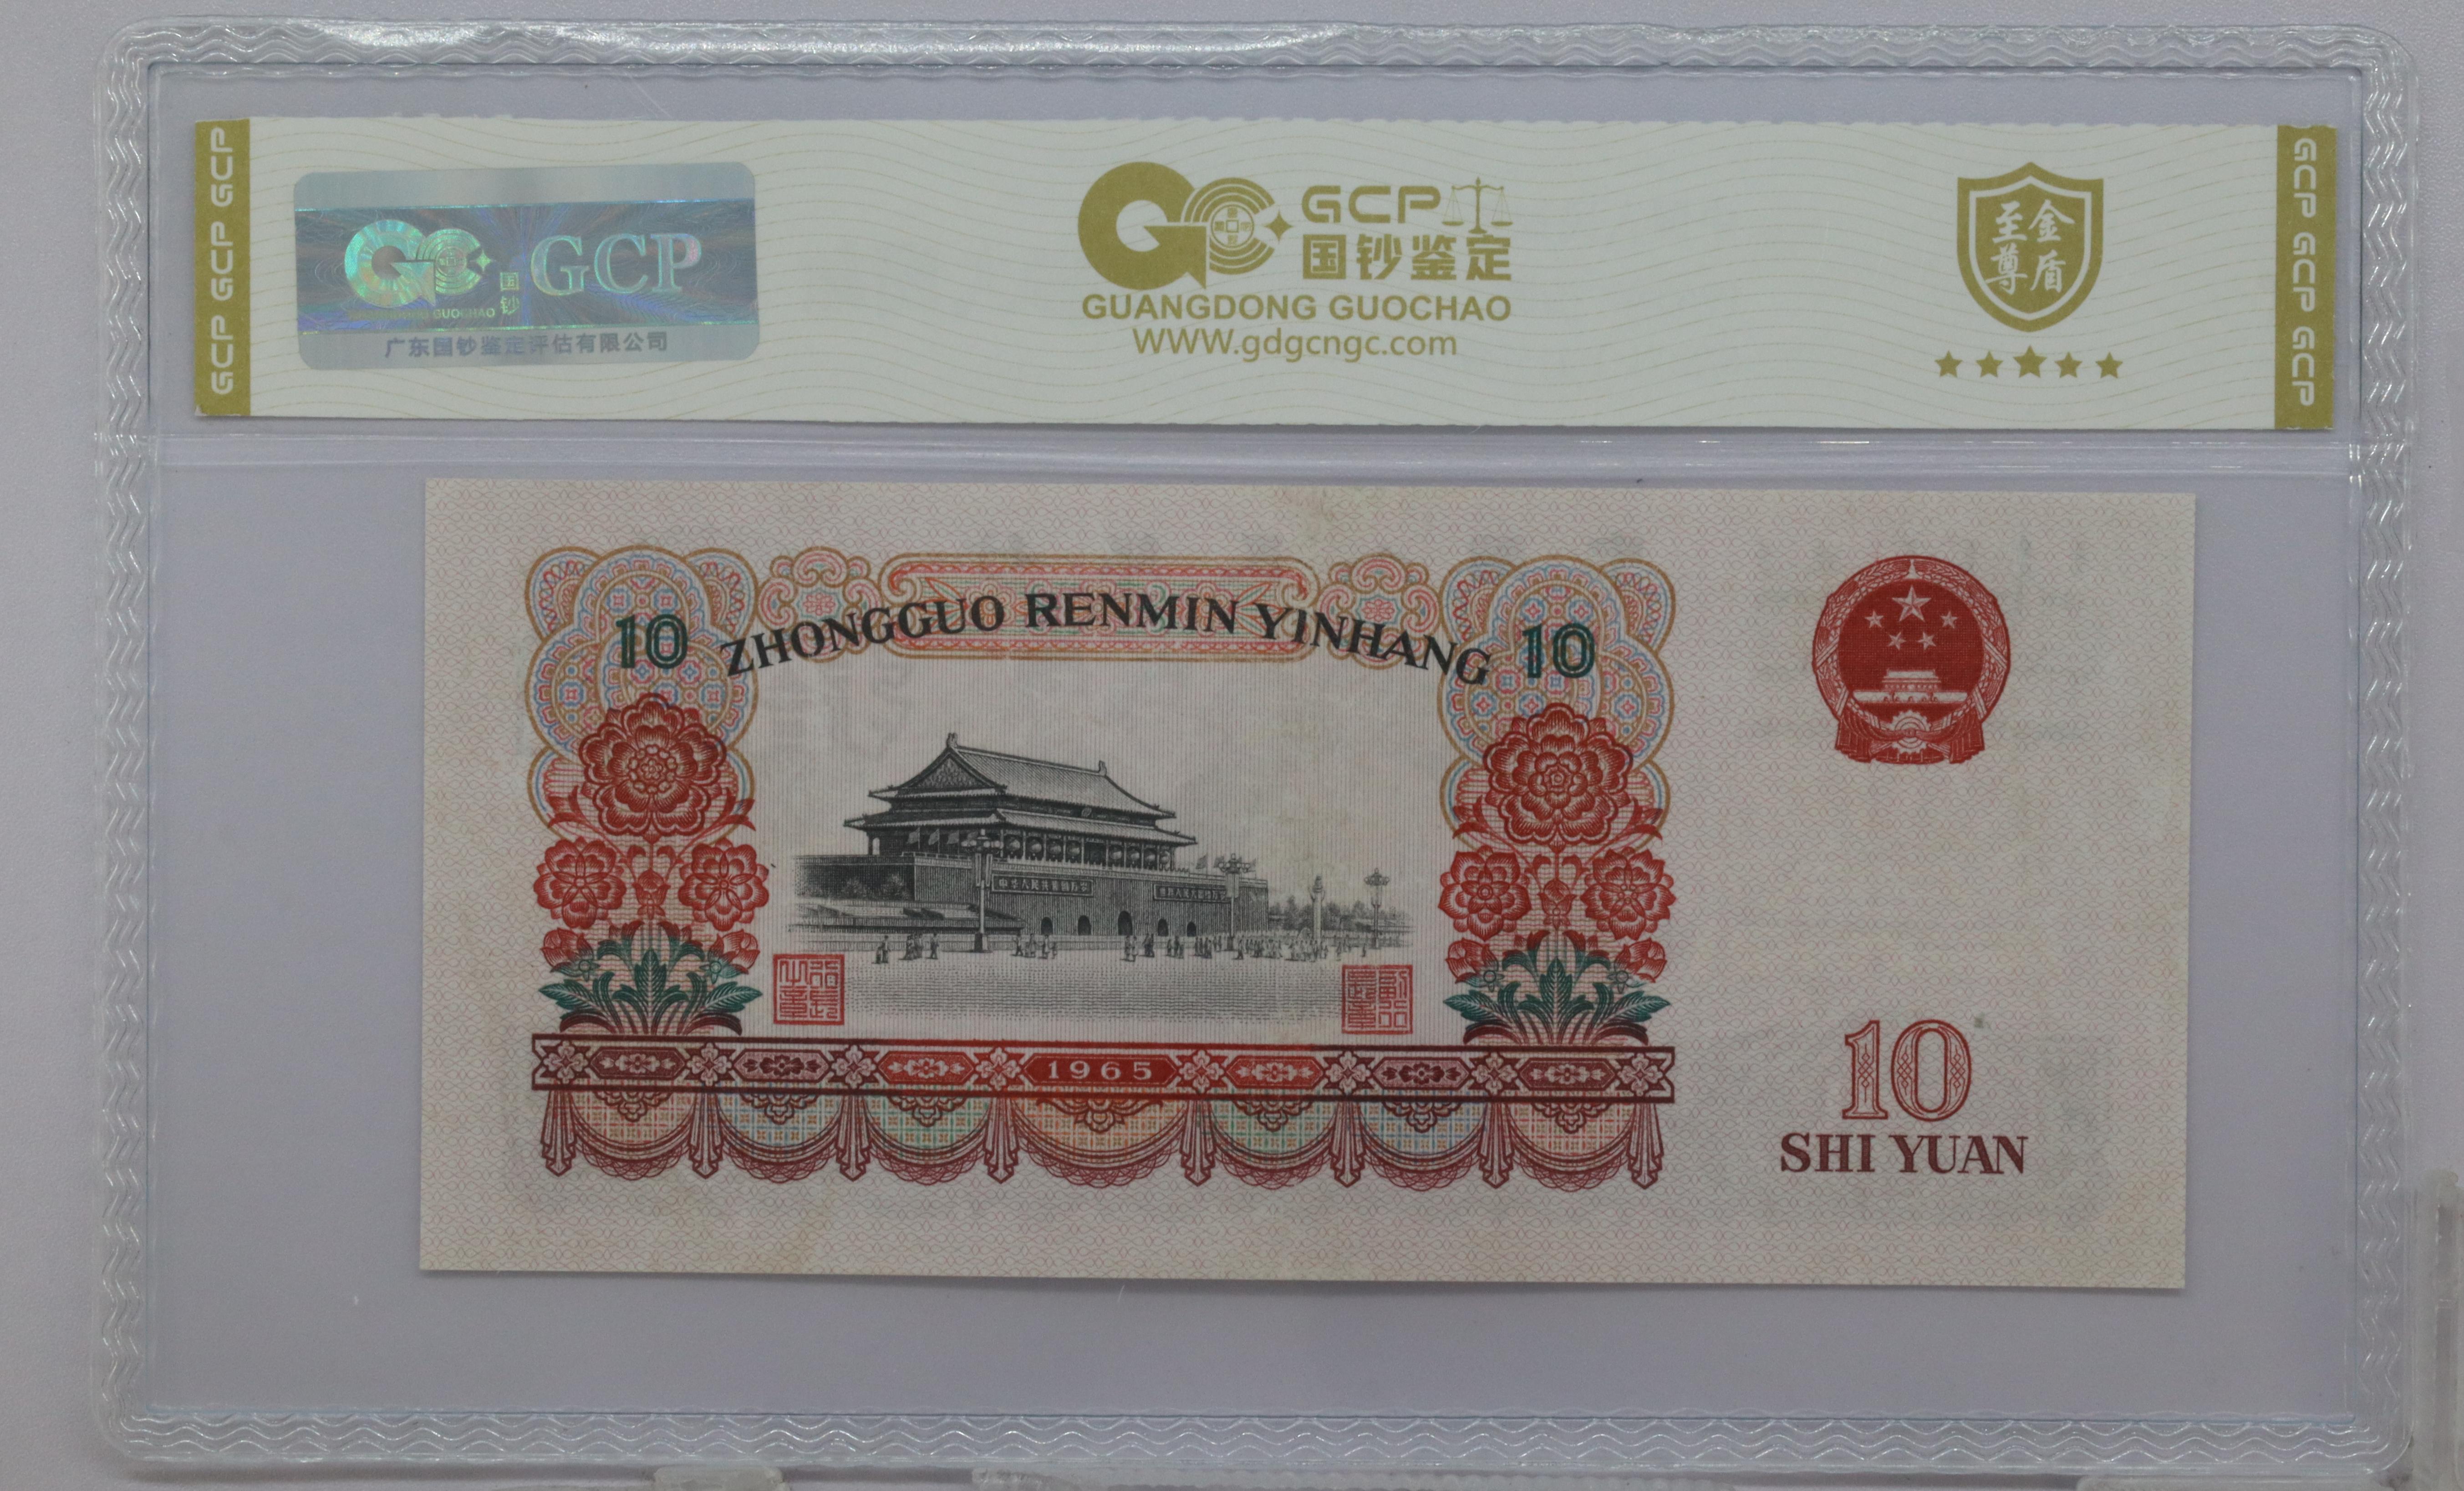 GCP GCP GCP
GC GCP
国钞
GUANGDONG GUOCHAO
广东国钞鉴定评估有限公司
GCP
国钞鉴定
GUANGDONG GUOCHAO
WWW.gdgcngc.com
至尊
金盾
GCP GCP GCP
10 ZHONGGUO RENMIN YINHANG 10
1965
10
SHI YUAN